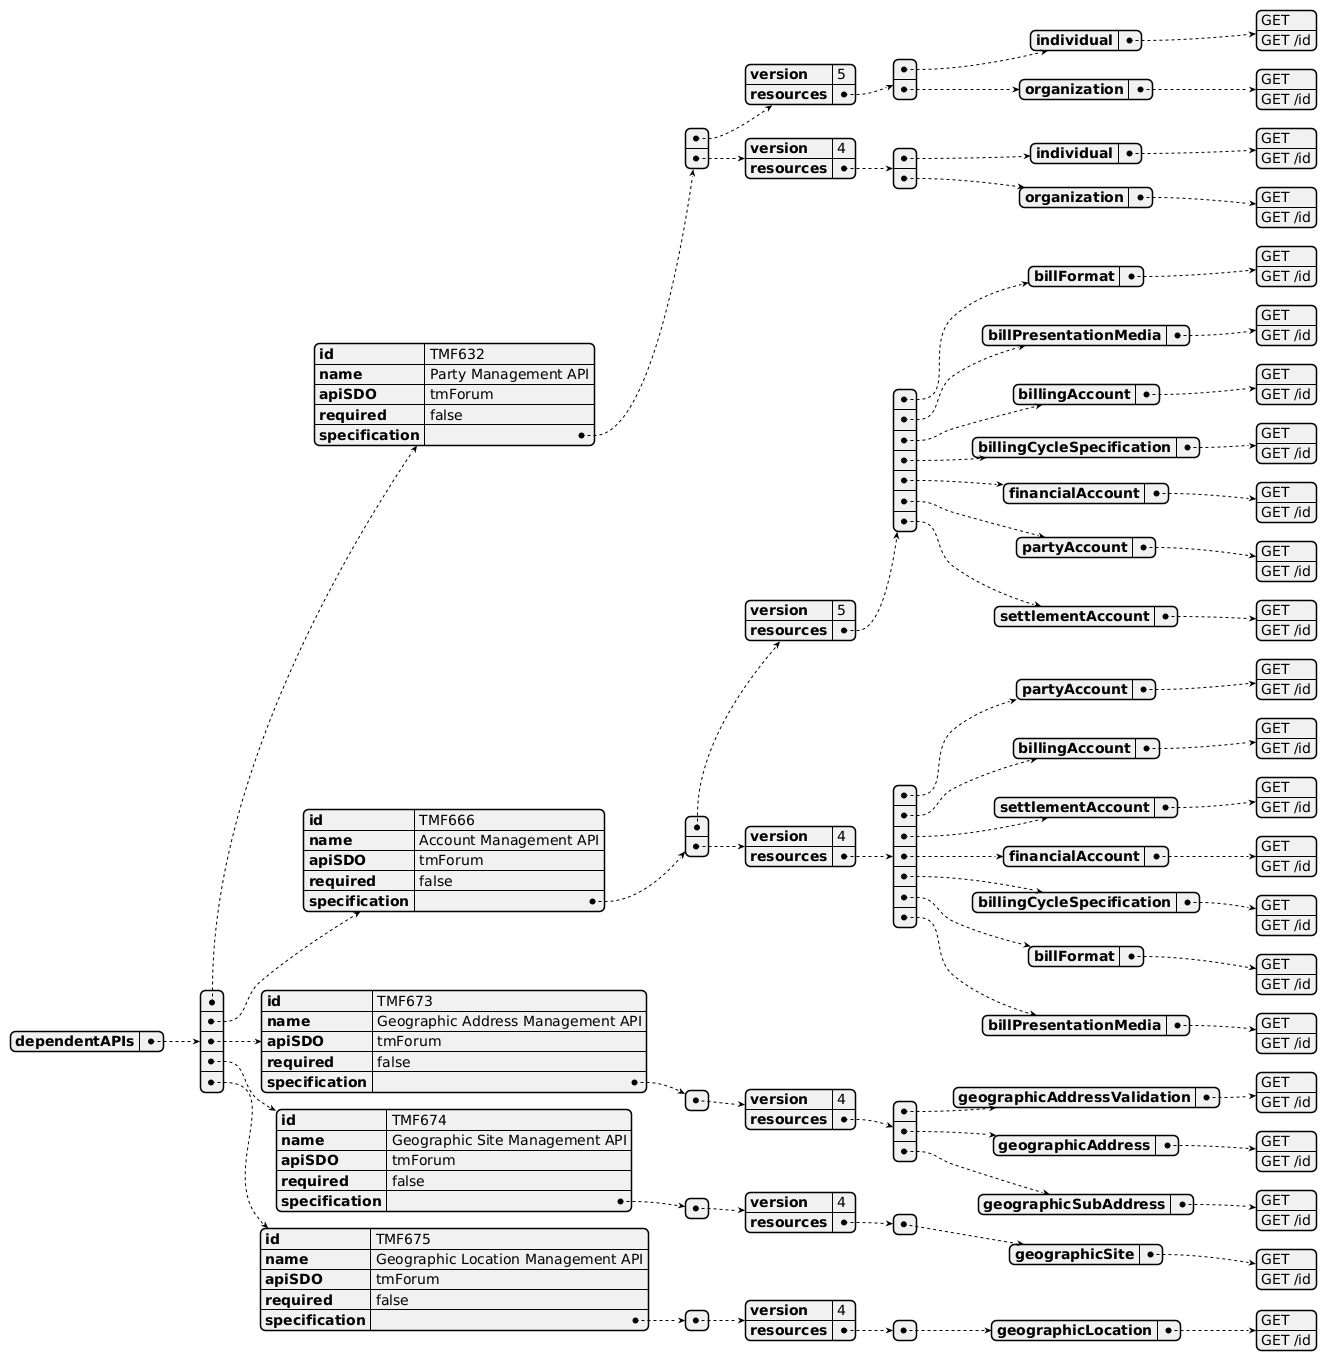 dependentAPIs
id TMF632
name Party Management API
apiSDO tmForum
required false
specification
version 5
resources
individual
GET
GET /id
organization
GET
GET /id
version 4
resources
individual
GET
GET /id
organization
GET
GET /id
id TMF666
name Account Management API
apiSDO tmForum
required false
specification
version 5
resources
billFormat
GET
GET /id
billPresentationMedia
GET
GET /id
billingAccount
GET
GET /id
billingCycleSpecification
GET
GET /id
financialAccount
GET
GET /id
partyAccount
GET
GET /id
settlementAccount
GET
GET /id
version 4
resources
partyAccount
GET
GET /id
billingAccount
GET
GET /id
settlementAccount
GET
GET /id
financialAccount
GET
GET /id
billingCycleSpecification
GET
GET /id
billFormat
GET
GET /id
billPresentationMedia
GET
GET /id
id TMF673
name Geographic Address Management API
apiSDO tmForum
required false
specification
version 4
resources
geographicAddressValidation
GET
GET /id
geographicAddress
GET
GET /id
geographicSubAddress
GET
GET /id
id TMF674
name Geographic Site Management API
apiSDO tmForum
required false
specification
version 4
resources
geographicSite
GET
GET /id
id TMF675
name Geographic Location Management API
apiSDO tmForum
required false
specification
version 4
resources
geographicLocation
GET
GET /id